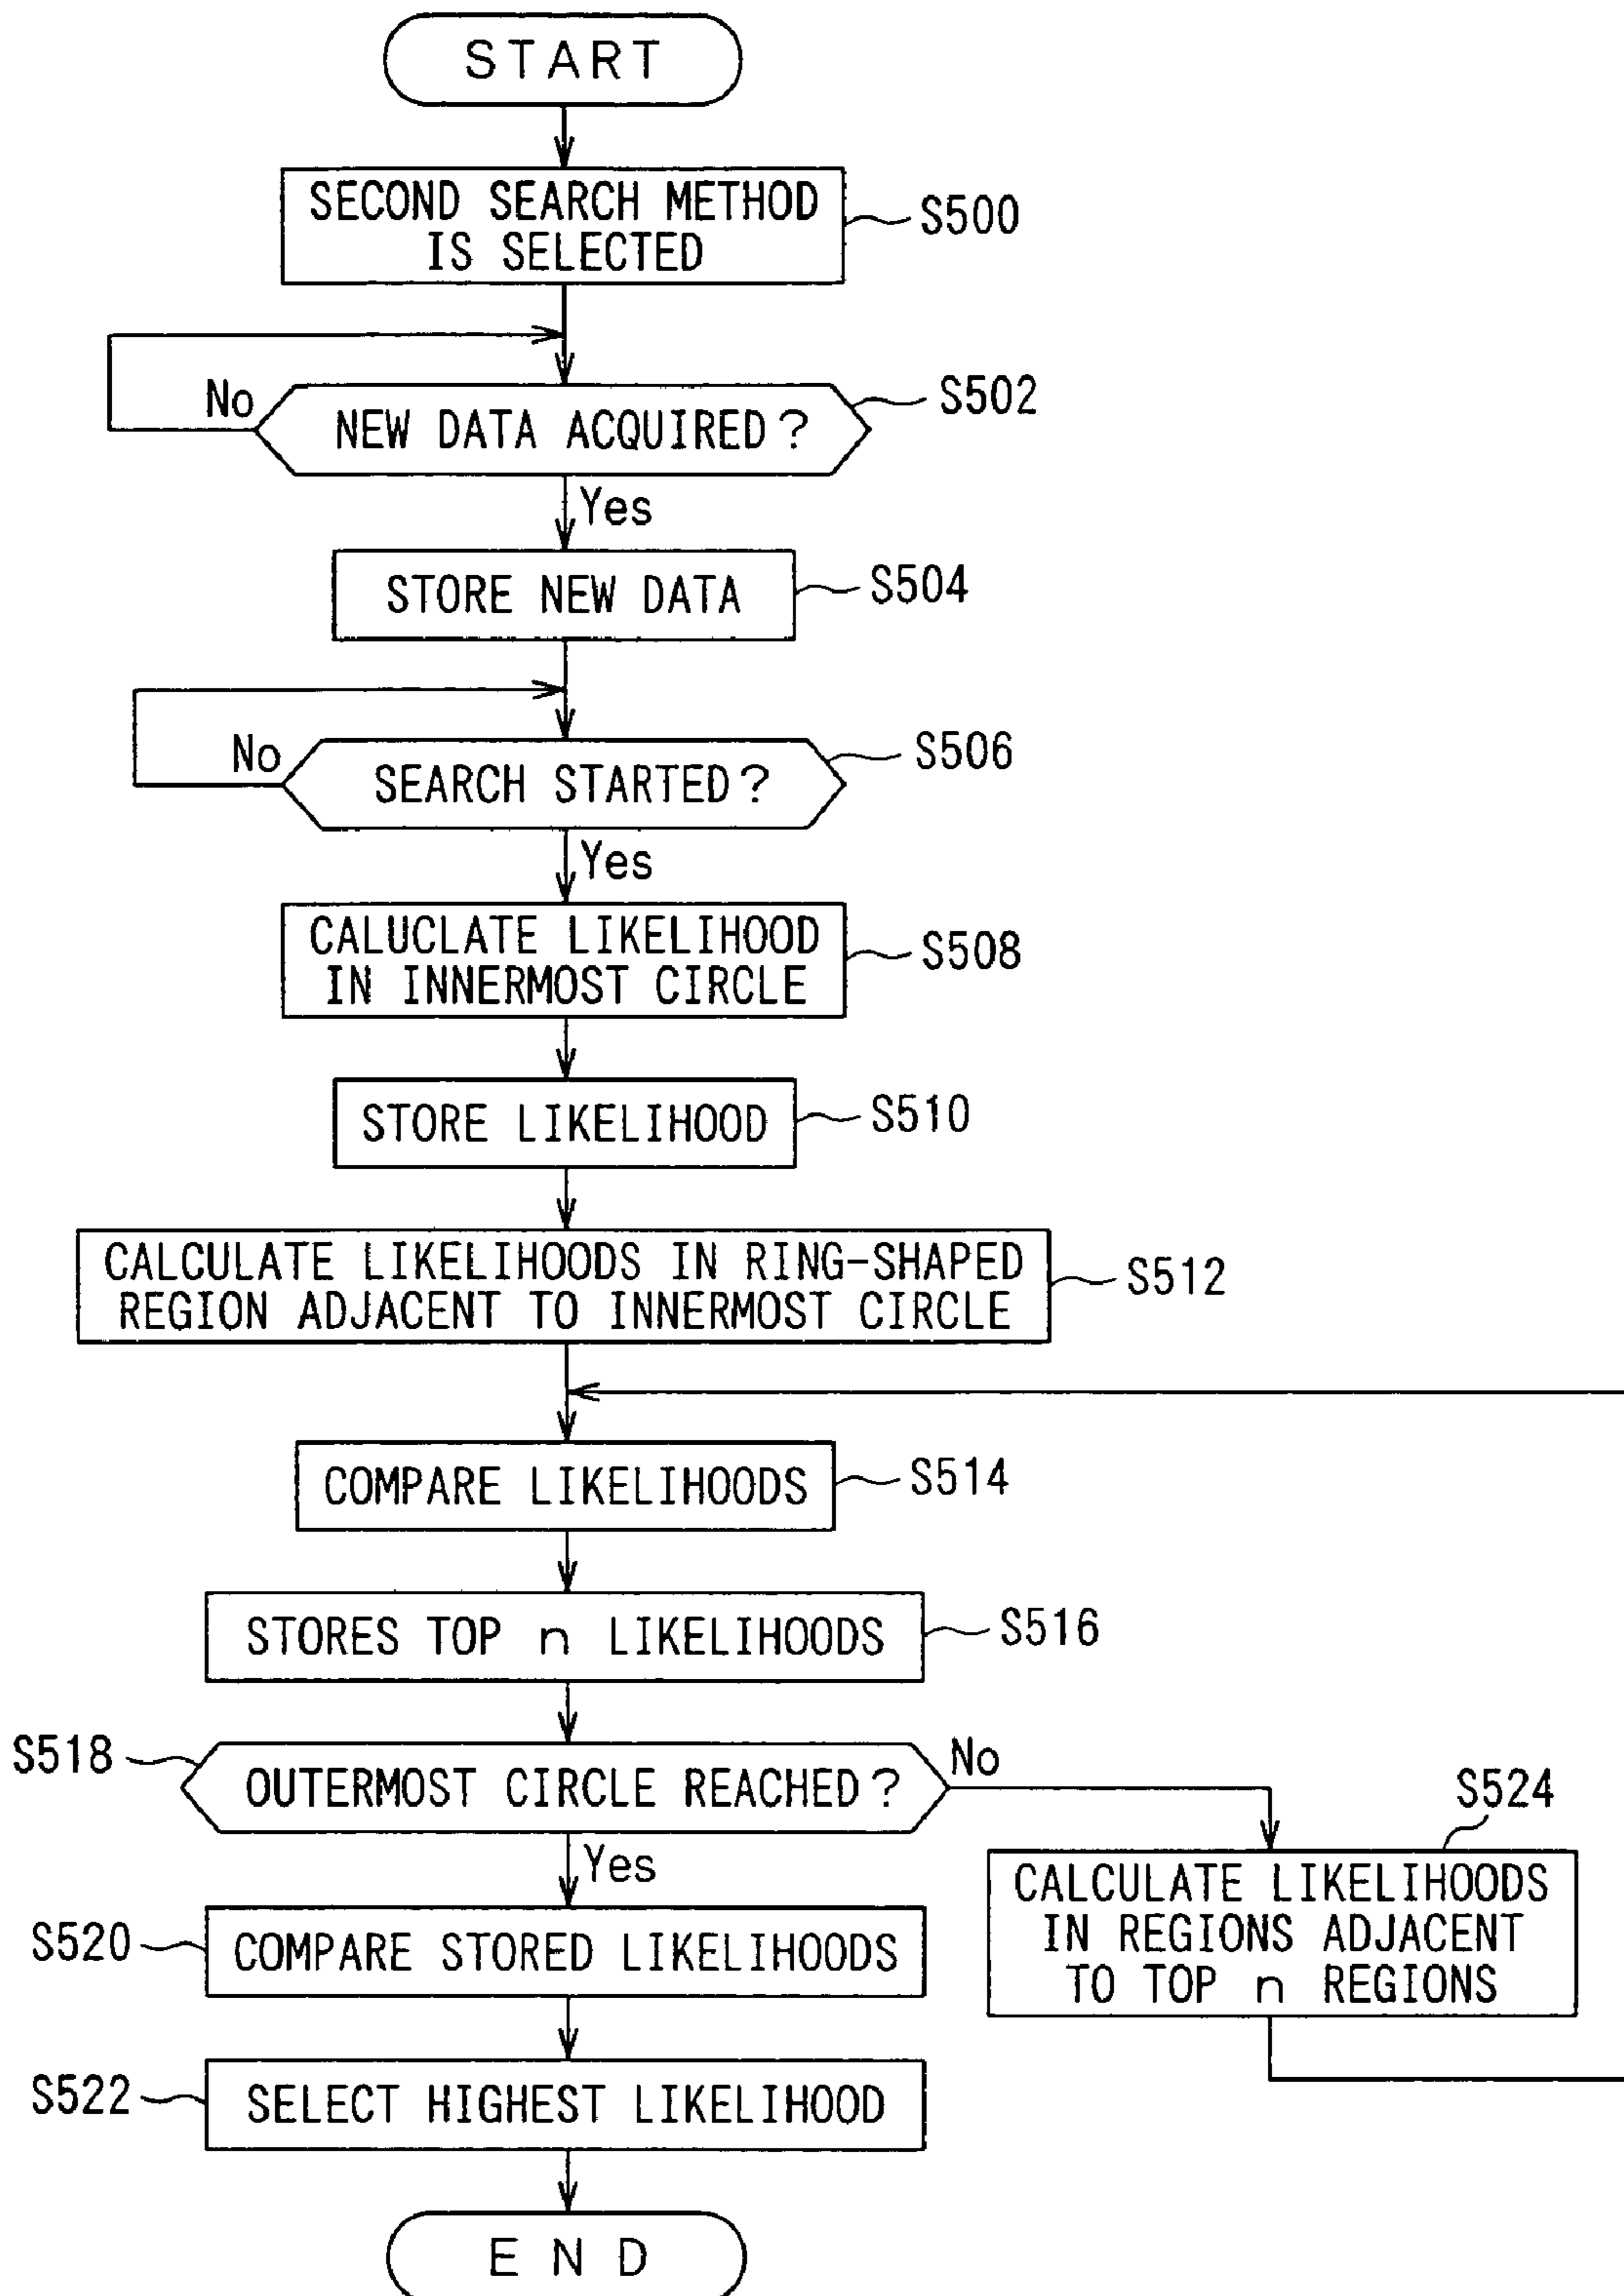 START
SECOND SEARCH METHOD
IS SELECTED
S500
No
NEW DATA ACQUIRED?
S502
Yes
STORE NEW DATA
S504
No
SEARCH STARTED?
S506
Yes
CALUCLATE LIKELIHOOD
IN INNERMOST CIRCLE
S508
STORE LIKELIHOOD
S510
CALCULATE LIKELIHOODS IN RING-SHAPED
REGION ADJACENT TO INNERMOST CIRCLE
S512
COMPARE LIKELIHOODS
S514
STORES TOP n LIKELIHOODS
S516
S518
OUTERMOST CIRCLE REACHED?
No
Yes
S524
CALCULATE LIKELIHOODS
IN REGIONS ADJACENT
TO TOP n REGIONS
S520
COMPARE STORED LIKELIHOODS
S522
SELECT HIGHEST LIKELIHOOD
END